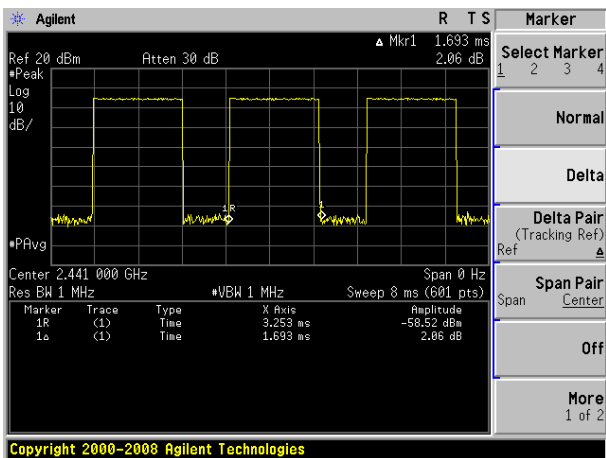 Agilent R T S Marker
Δ Mkr1 1.693 ms
Ref 20 dBm Atten 30 dB 2.06 dB
#Peak
Log
10
dB/
1R
1
#PAvg
Center 2.441 000 GHz Span 0 Hz
Res BW 1 MHz #VBW 1 MHz Sweep 8 ms (601 pts)
Marker Trace Type X Axis Amplitude
1R (1) Time 3.253 ms -58.52 dBm
1Δ (1) Time 1.693 ms 2.06 dB
Select Marker
1 2 3 4
Normal
Delta
Delta Pair
(Tracking Ref)
Ref Δ
Span Pair
Span Center
Off
More
1 of 2
Copyright 2000-2008 Agilent Technologies